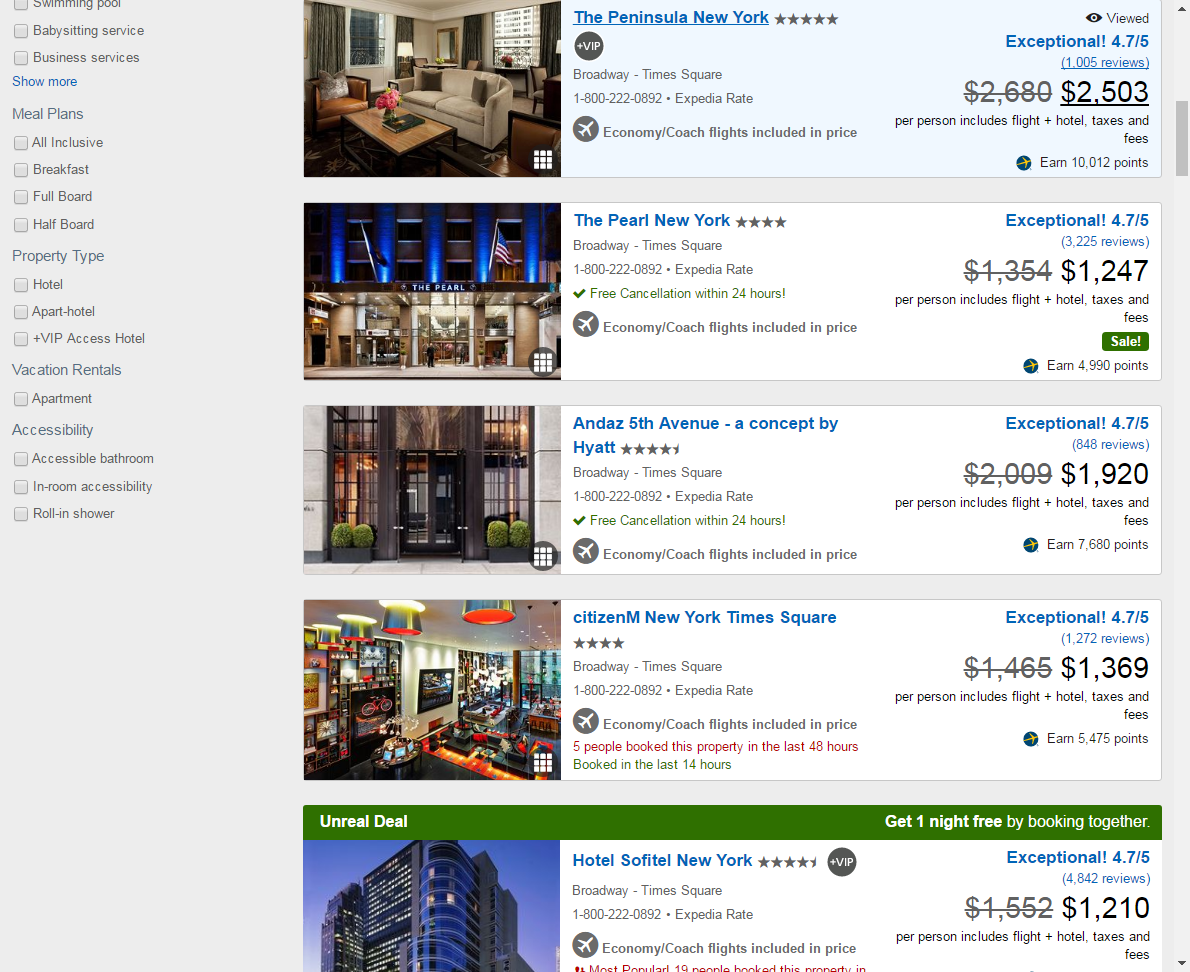 Swimming pool
Babysitting service
Business services
Show more
Meal Plans
All Inclusive
Breakfast
Full Board
Half Board
Property Type
Hotel
Apart-hotel
+VIP Access Hotel
Vacation Rentals
Apartment
Accessibility
Accessible bathroom
In-room accessibility
Roll-in shower
The Peninsula New York
+VIP
Broadway - Times Square
1-800-222-0892 • Expedia Rate
Economy/Coach flights included in price
Viewed
Exceptional! 4.7/5
(1,005 reviews)
$2,680 $2,503
per person includes flight + hotel, taxes and
fees
Earn 10,012 points
THE PEARL
The Pearl New York
Broadway - Times Square
1-800-222-0892 • Expedia Rate
Free Cancellation within 24 hours!
Economy/Coach flights included in price
Exceptional! 4.7/5
(3,225 reviews)
$1,354 $1,247
per person includes flight + hotel, taxes and
fees
Sale!
Earn 4,990 points
Andaz 5th Avenue - a concept by
Hyatt
Broadway - Times Square
1-800-222-0892 • Expedia Rate
Free Cancellation within 24 hours!
Economy/Coach flights included in price
Exceptional! 4.7/5
(848 reviews)
$2,009 $1,920
per person includes flight + hotel, taxes and
fees
Earn 7,680 points
citizenM New York Times Square
Broadway - Times Square
1-800-222-0892 • Expedia Rate
Economy/Coach flights included in price
5 people booked this property in the last 48 hours
Booked in the last 14 hours
Exceptional! 4.7/5
(1,272 reviews)
$1,465 $1,369
per person includes flight + hotel, taxes and
fees
Earn 5,475 points
Unreal Deal
Get 1 night free by booking together.
Hotel Sofitel New York
+VIP
Broadway - Times Square
1-800-222-0892 • Expedia Rate
Economy/Coach flights included in price
Most Popular! 19 people booked this property in
Exceptional! 4.7/5
(4,842 reviews)
$1,552 $1,210
per person includes flight + hotel, taxes and
fees